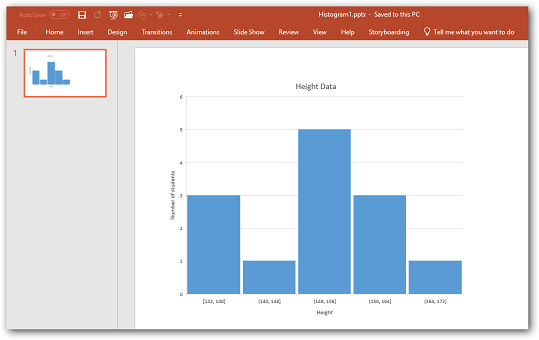 AutoSave Off Histogram1.pptx - Saved to this PC
File Home Insert Design Transitions Animations Slide Show Review View Help Storyboarding Tell me what you want to do
1
Height Data
6
5
4
3
2
1
0
Number of students
[132, 140] (140, 148] (148, 156] (156, 164] (164, 172]
Height